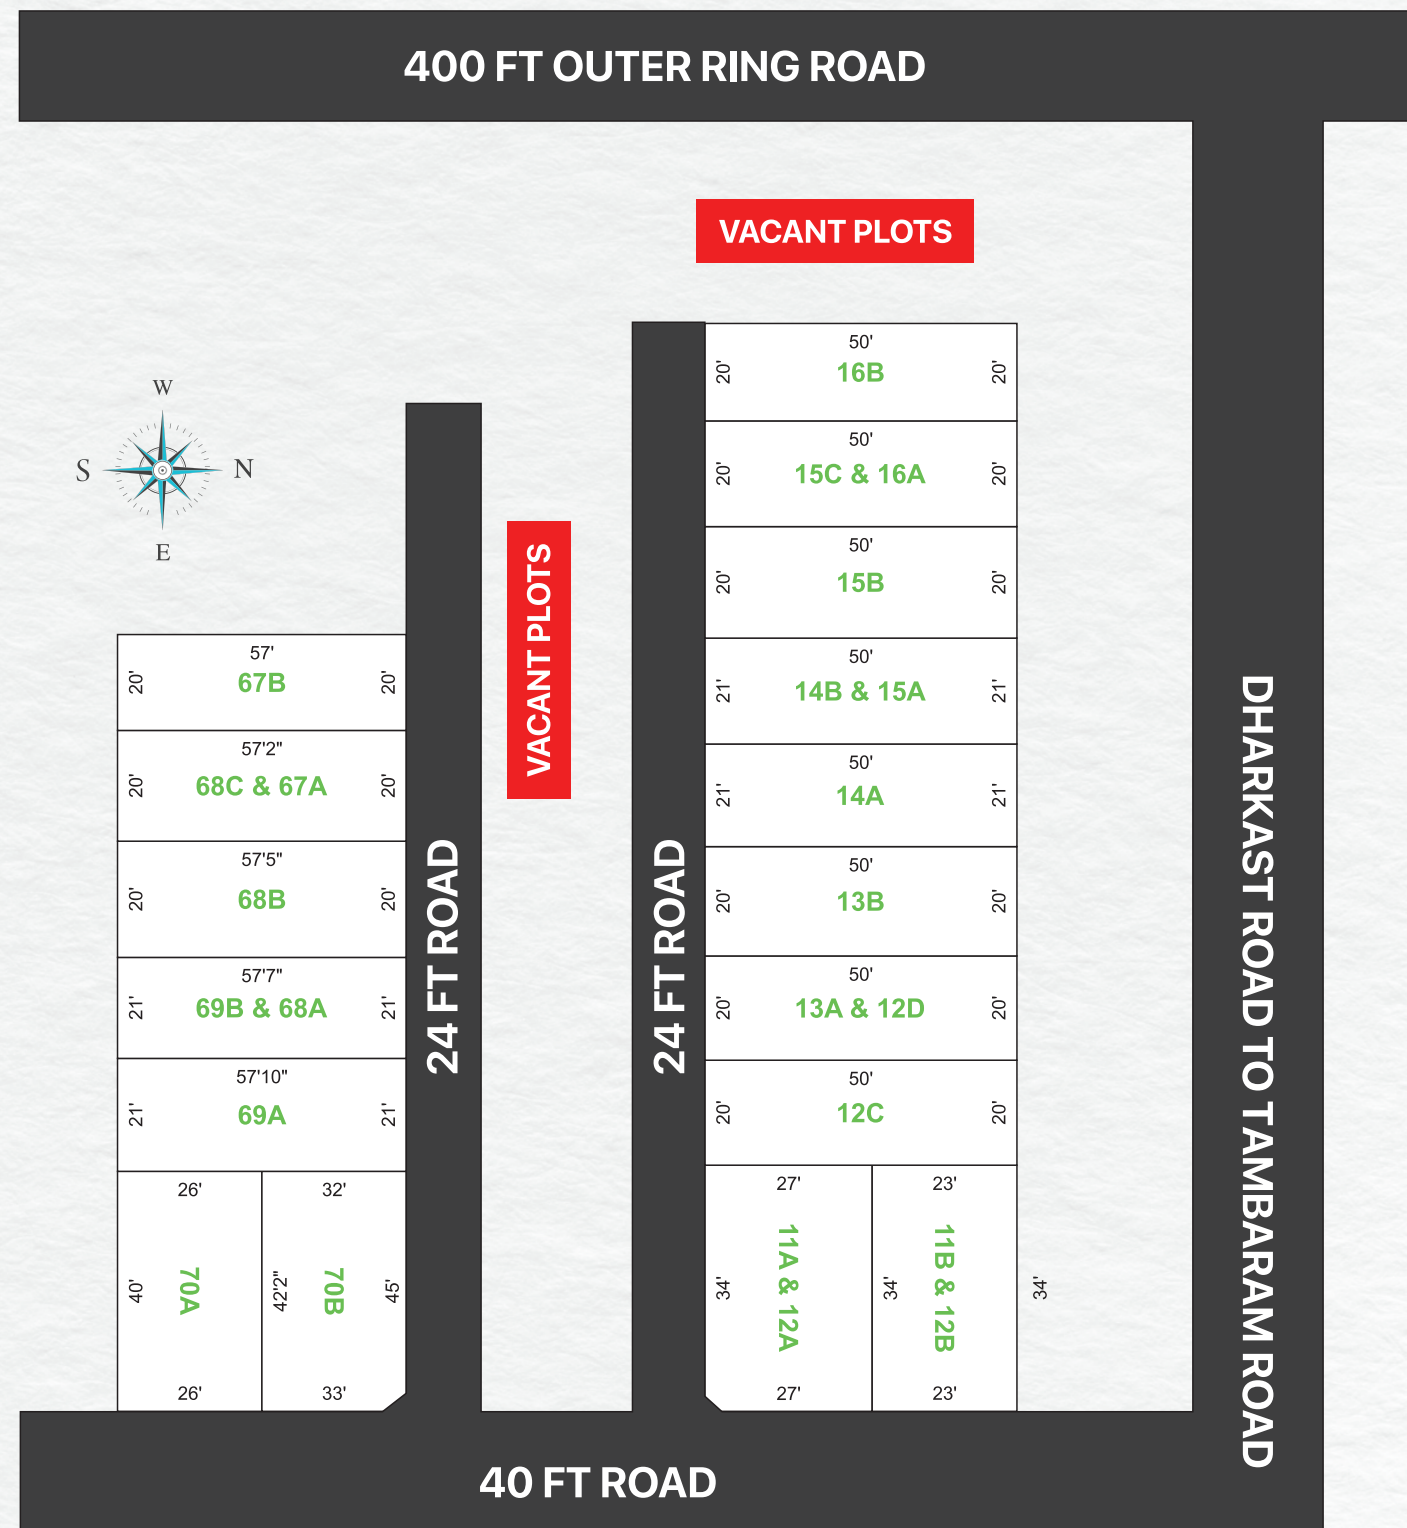 400 FT OUTER RING ROAD
VACANT PLOTS
W
S
N
E
VACANT PLOTS
57'
20'
67B
20'
57'2"
20'
68C & 67A
20'
57'5"
20'
68B
20'
57'7"
21'
69B & 68A
21'
57'10"
21'
69A
21'
26'
40'
70A
26'
32'
42'2"
70B
45'
33'
24 FT ROAD
24 FT ROAD
50'
20'
16B
20'
50'
20'
15C & 16A
20'
50'
20'
15B
20'
50'
21'
14B & 15A
21'
50'
21'
14A
21'
50'
20'
13B
20'
50'
20'
13A & 12D
20'
50'
20'
12C
20'
27'
34'
11A & 12A
27'
23'
34'
11B & 12B
34'
23'
DHARKAST ROAD TO TAMBARAM ROAD
40 FT ROAD